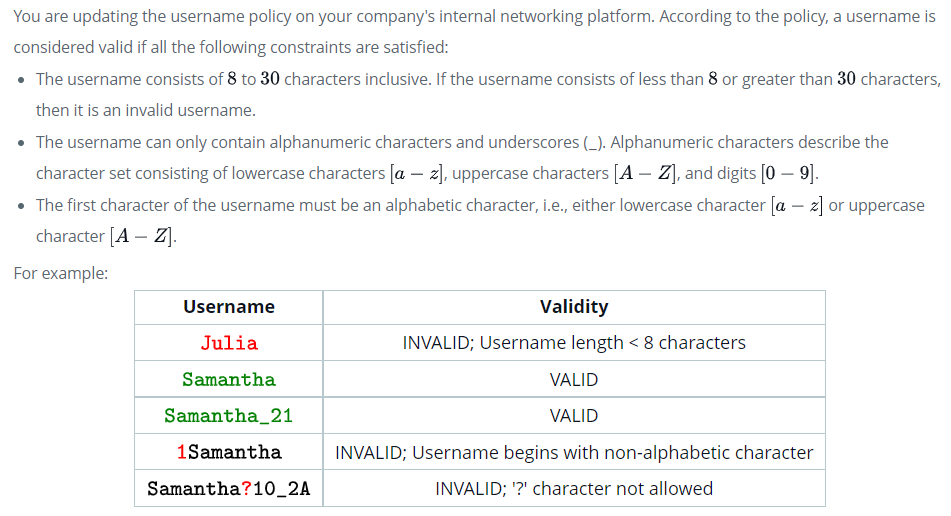 You are updating the username policy on your company's internal networking platform. According to the policy, a username is
considered valid if all the following constraints are satisfied:
• The username consists of 8 to 30 characters inclusive. If the username consists of less than 8 or greater than 30 characters,
then it is an invalid username.
• The username can only contain alphanumeric characters and underscores (_). Alphanumeric characters describe the
character set consisting of lowercase characters [a − z], uppercase characters [A − Z], and digits [0 − 9].
• The first character of the username must be an alphabetic character, i.e., either lowercase character [a − z] or uppercase
character [A − Z].
For example:
Username Validity
Julia INVALID; Username length < 8 characters
Samantha VALID
Samantha_21 VALID
1Samantha INVALID; Username begins with non-alphabetic character
Samantha?10_2A INVALID; '?' character not allowed